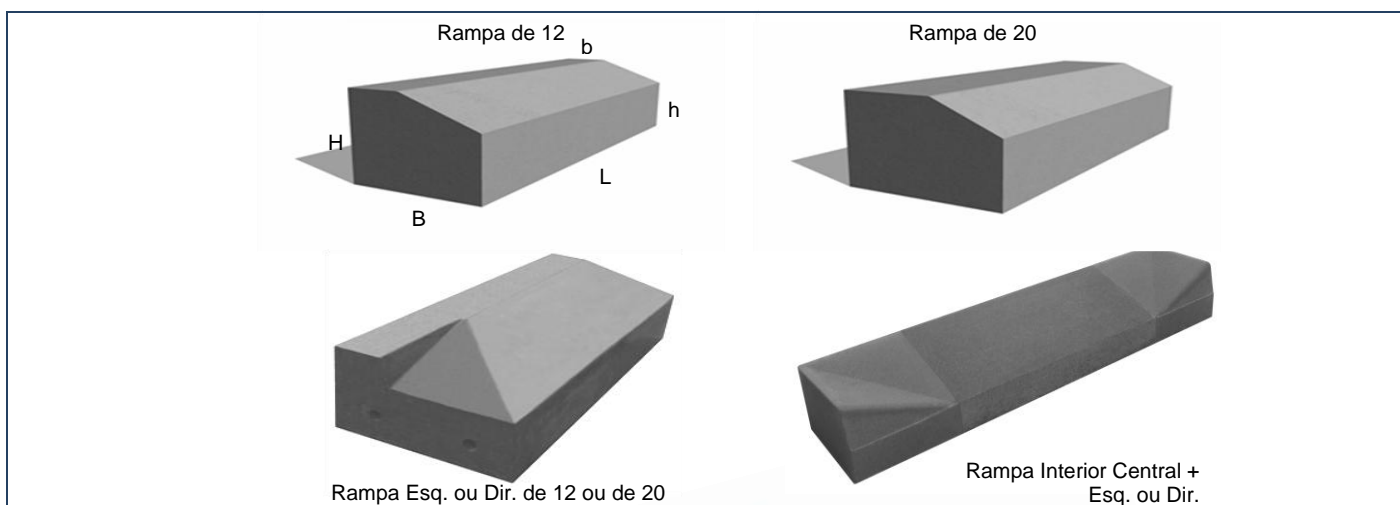 Rampa de 12
b
h
H
L
B
Rampa de 20
Rampa Esq. ou Dir. de 12 ou de 20
Rampa Interior Central +
Esq. ou Dir.